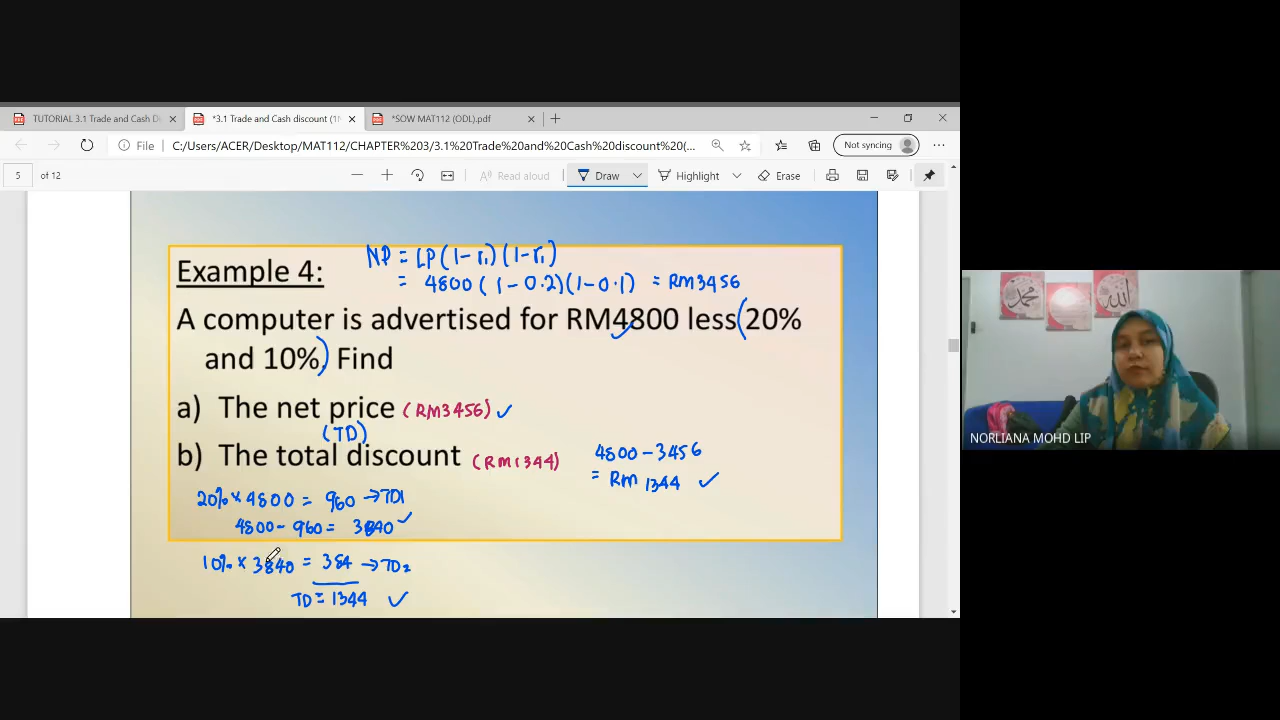 TUTORIAL 3.1 Trade and Cash Di
*3.1 Trade and Cash discount (1
*SOW MAT112 (ODL).pdf
File C:/Users/ACER/Desktop/MAT112/CHAPTER%203/3.1%20Trade%20and%20Cash%20discount%20(...
Not syncing
5 of 12
Read aloud
Draw
Highlight
Erase
NP = LP(1-r₁)(1-r₁)
Example 4:
= 4800 (1-0.2)(1-0.1) = RM3456
A computer is advertised for RM4800 less (20%
and 10%) Find
a) The net price (RM3456) ✓
(TD)
b) The total discount (RM1344)
4800 - 3456
= RM 1344 ✓
20% × 4800 = 960 → TD1
4800 - 960 = 3840 ✓
10% × 3840 = 384 → TD₂
TD = 1344 ✓
NORLIANA MOHD LIP
محمد
الله